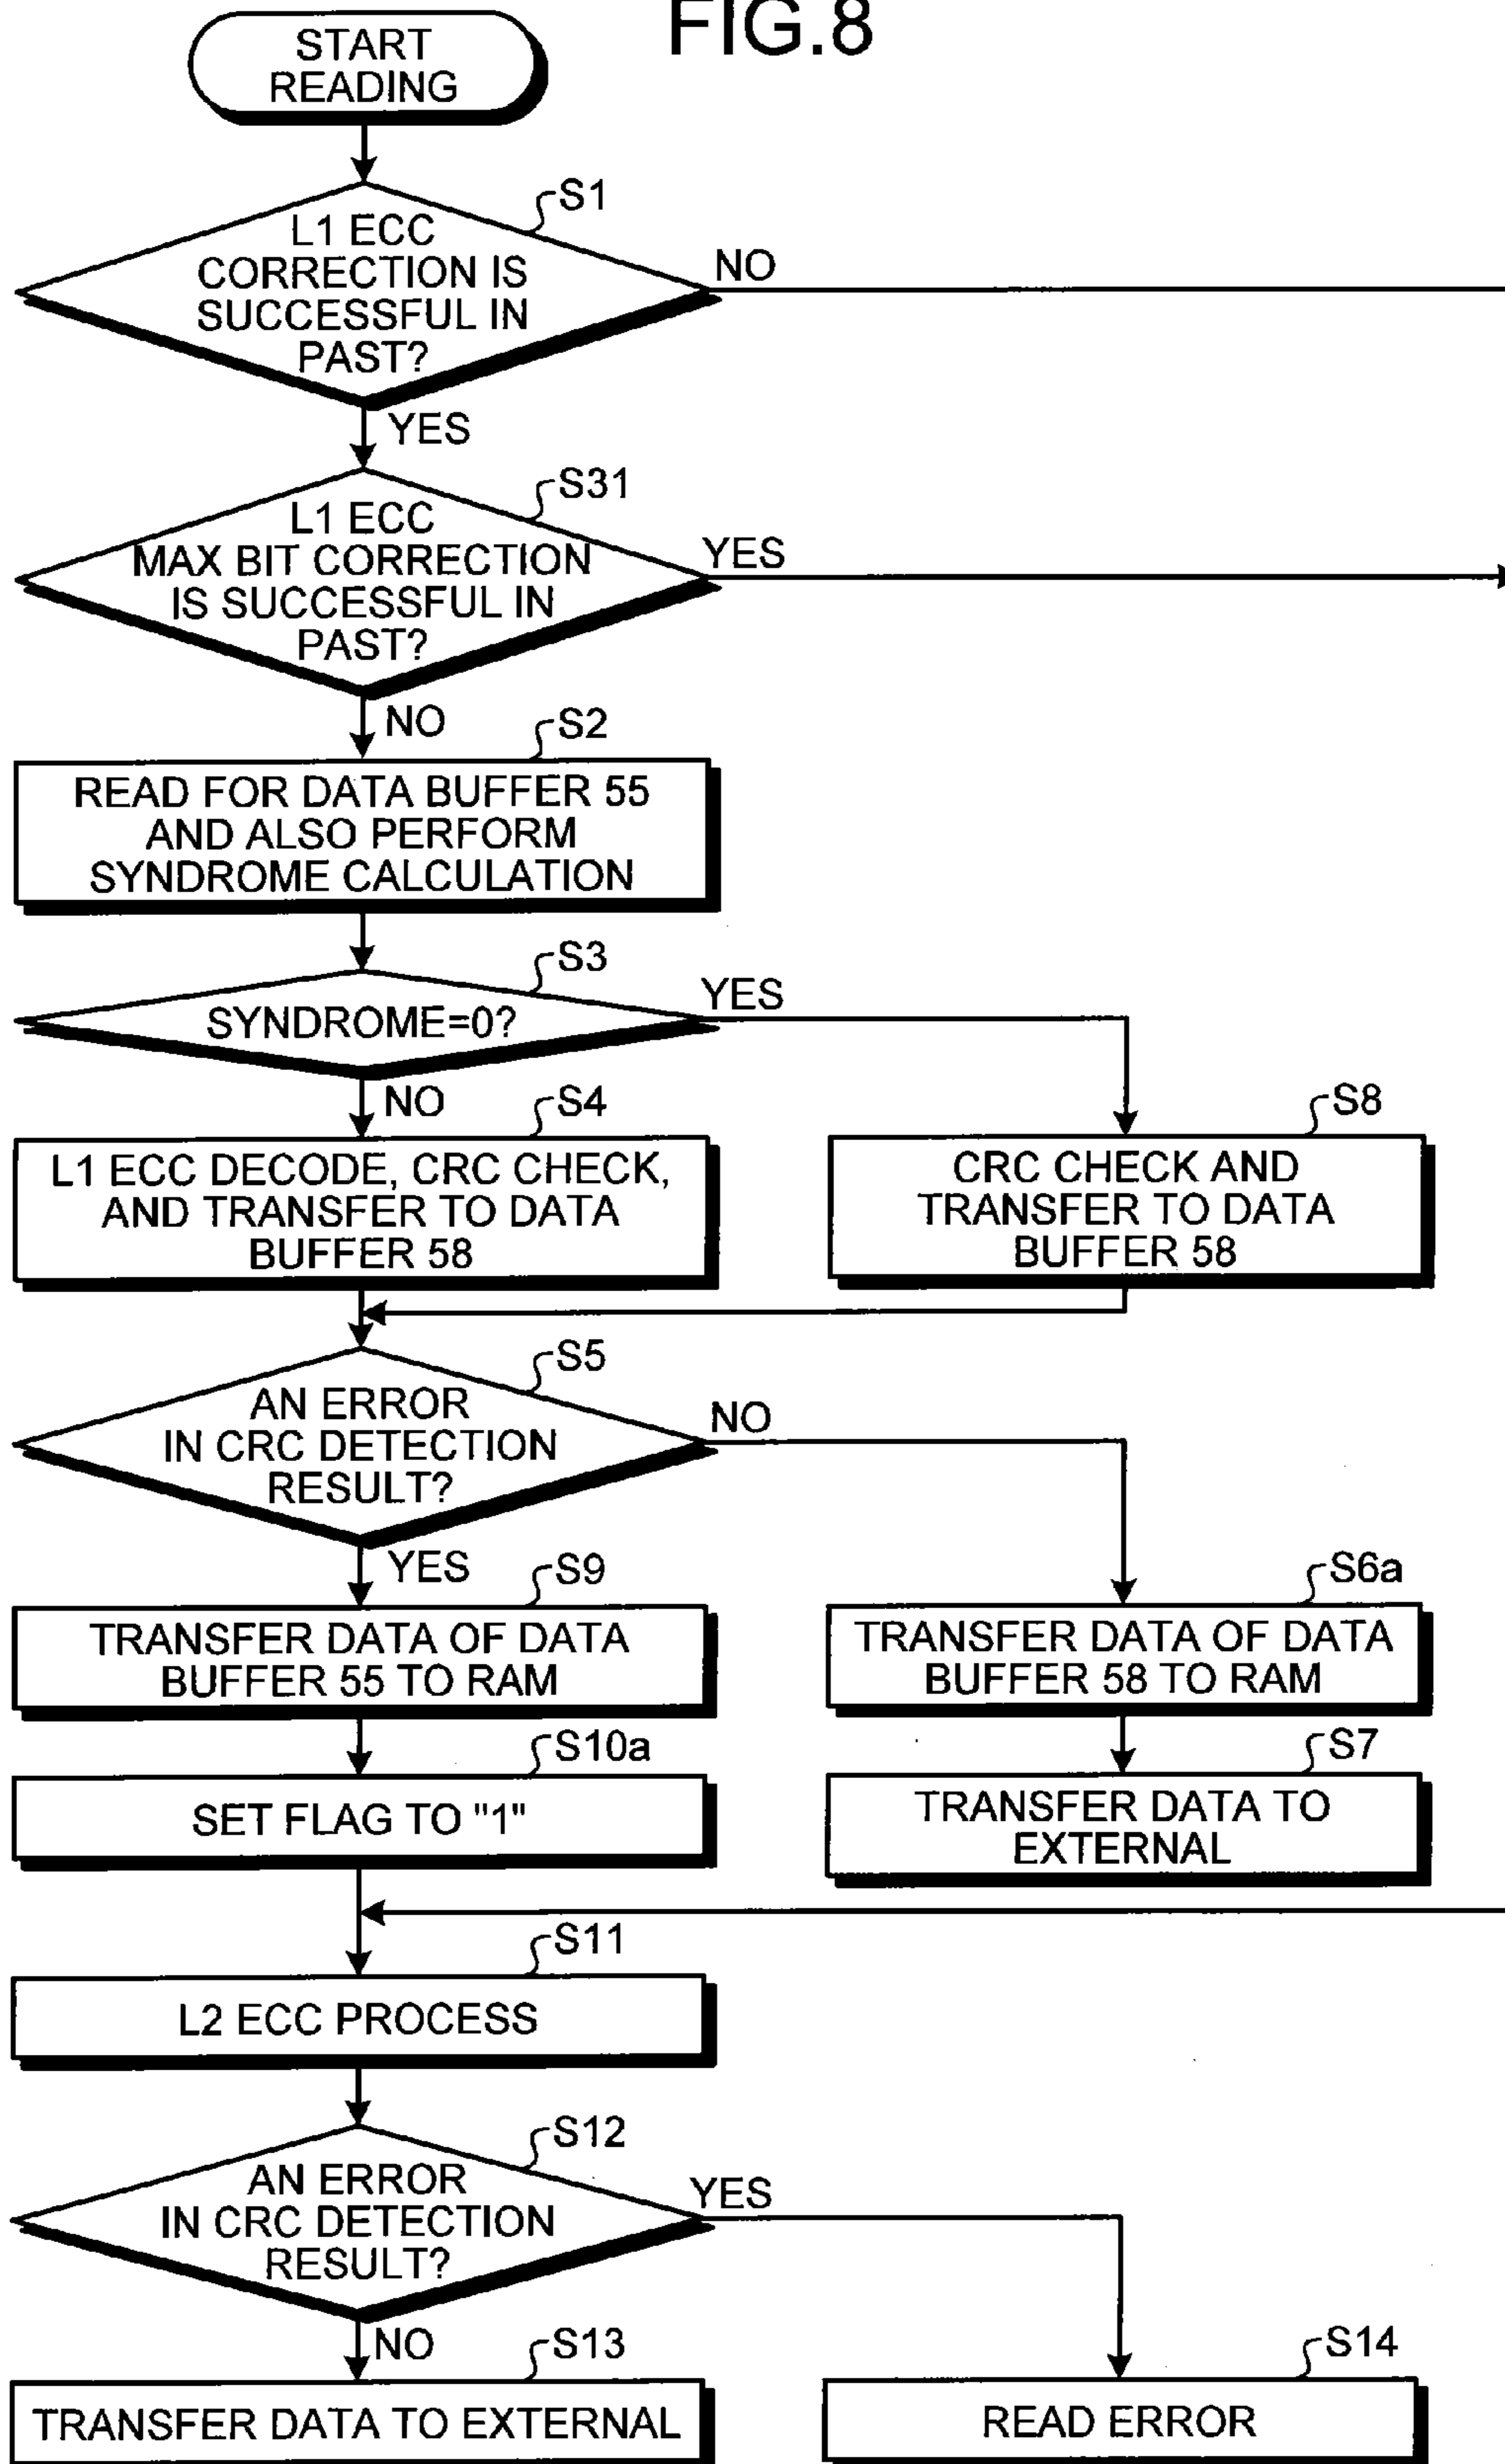 FIG.8
START
READING
S1
L1 ECC
CORRECTION IS
SUCCESSFUL IN
PAST?
NO
YES
S31
L1 ECC
MAX BIT CORRECTION
IS SUCCESSFUL IN
PAST?
YES
NO
S2
READ FOR DATA BUFFER 55
AND ALSO PERFORM
SYNDROME CALCULATION
S3
SYNDROME=0?
YES
NO
S4
L1 ECC DECODE, CRC CHECK,
AND TRANSFER TO DATA
BUFFER 58
S8
CRC CHECK AND
TRANSFER TO DATA
BUFFER 58
S5
AN ERROR
IN CRC DETECTION
RESULT?
NO
YES
S9
TRANSFER DATA OF DATA
BUFFER 55 TO RAM
S6a
TRANSFER DATA OF DATA
BUFFER 58 TO RAM
S10a
SET FLAG TO "1"
S7
TRANSFER DATA TO
EXTERNAL
S11
L2 ECC PROCESS
S12
AN ERROR
IN CRC DETECTION
RESULT?
YES
NO
S13
TRANSFER DATA TO EXTERNAL
S14
READ ERROR